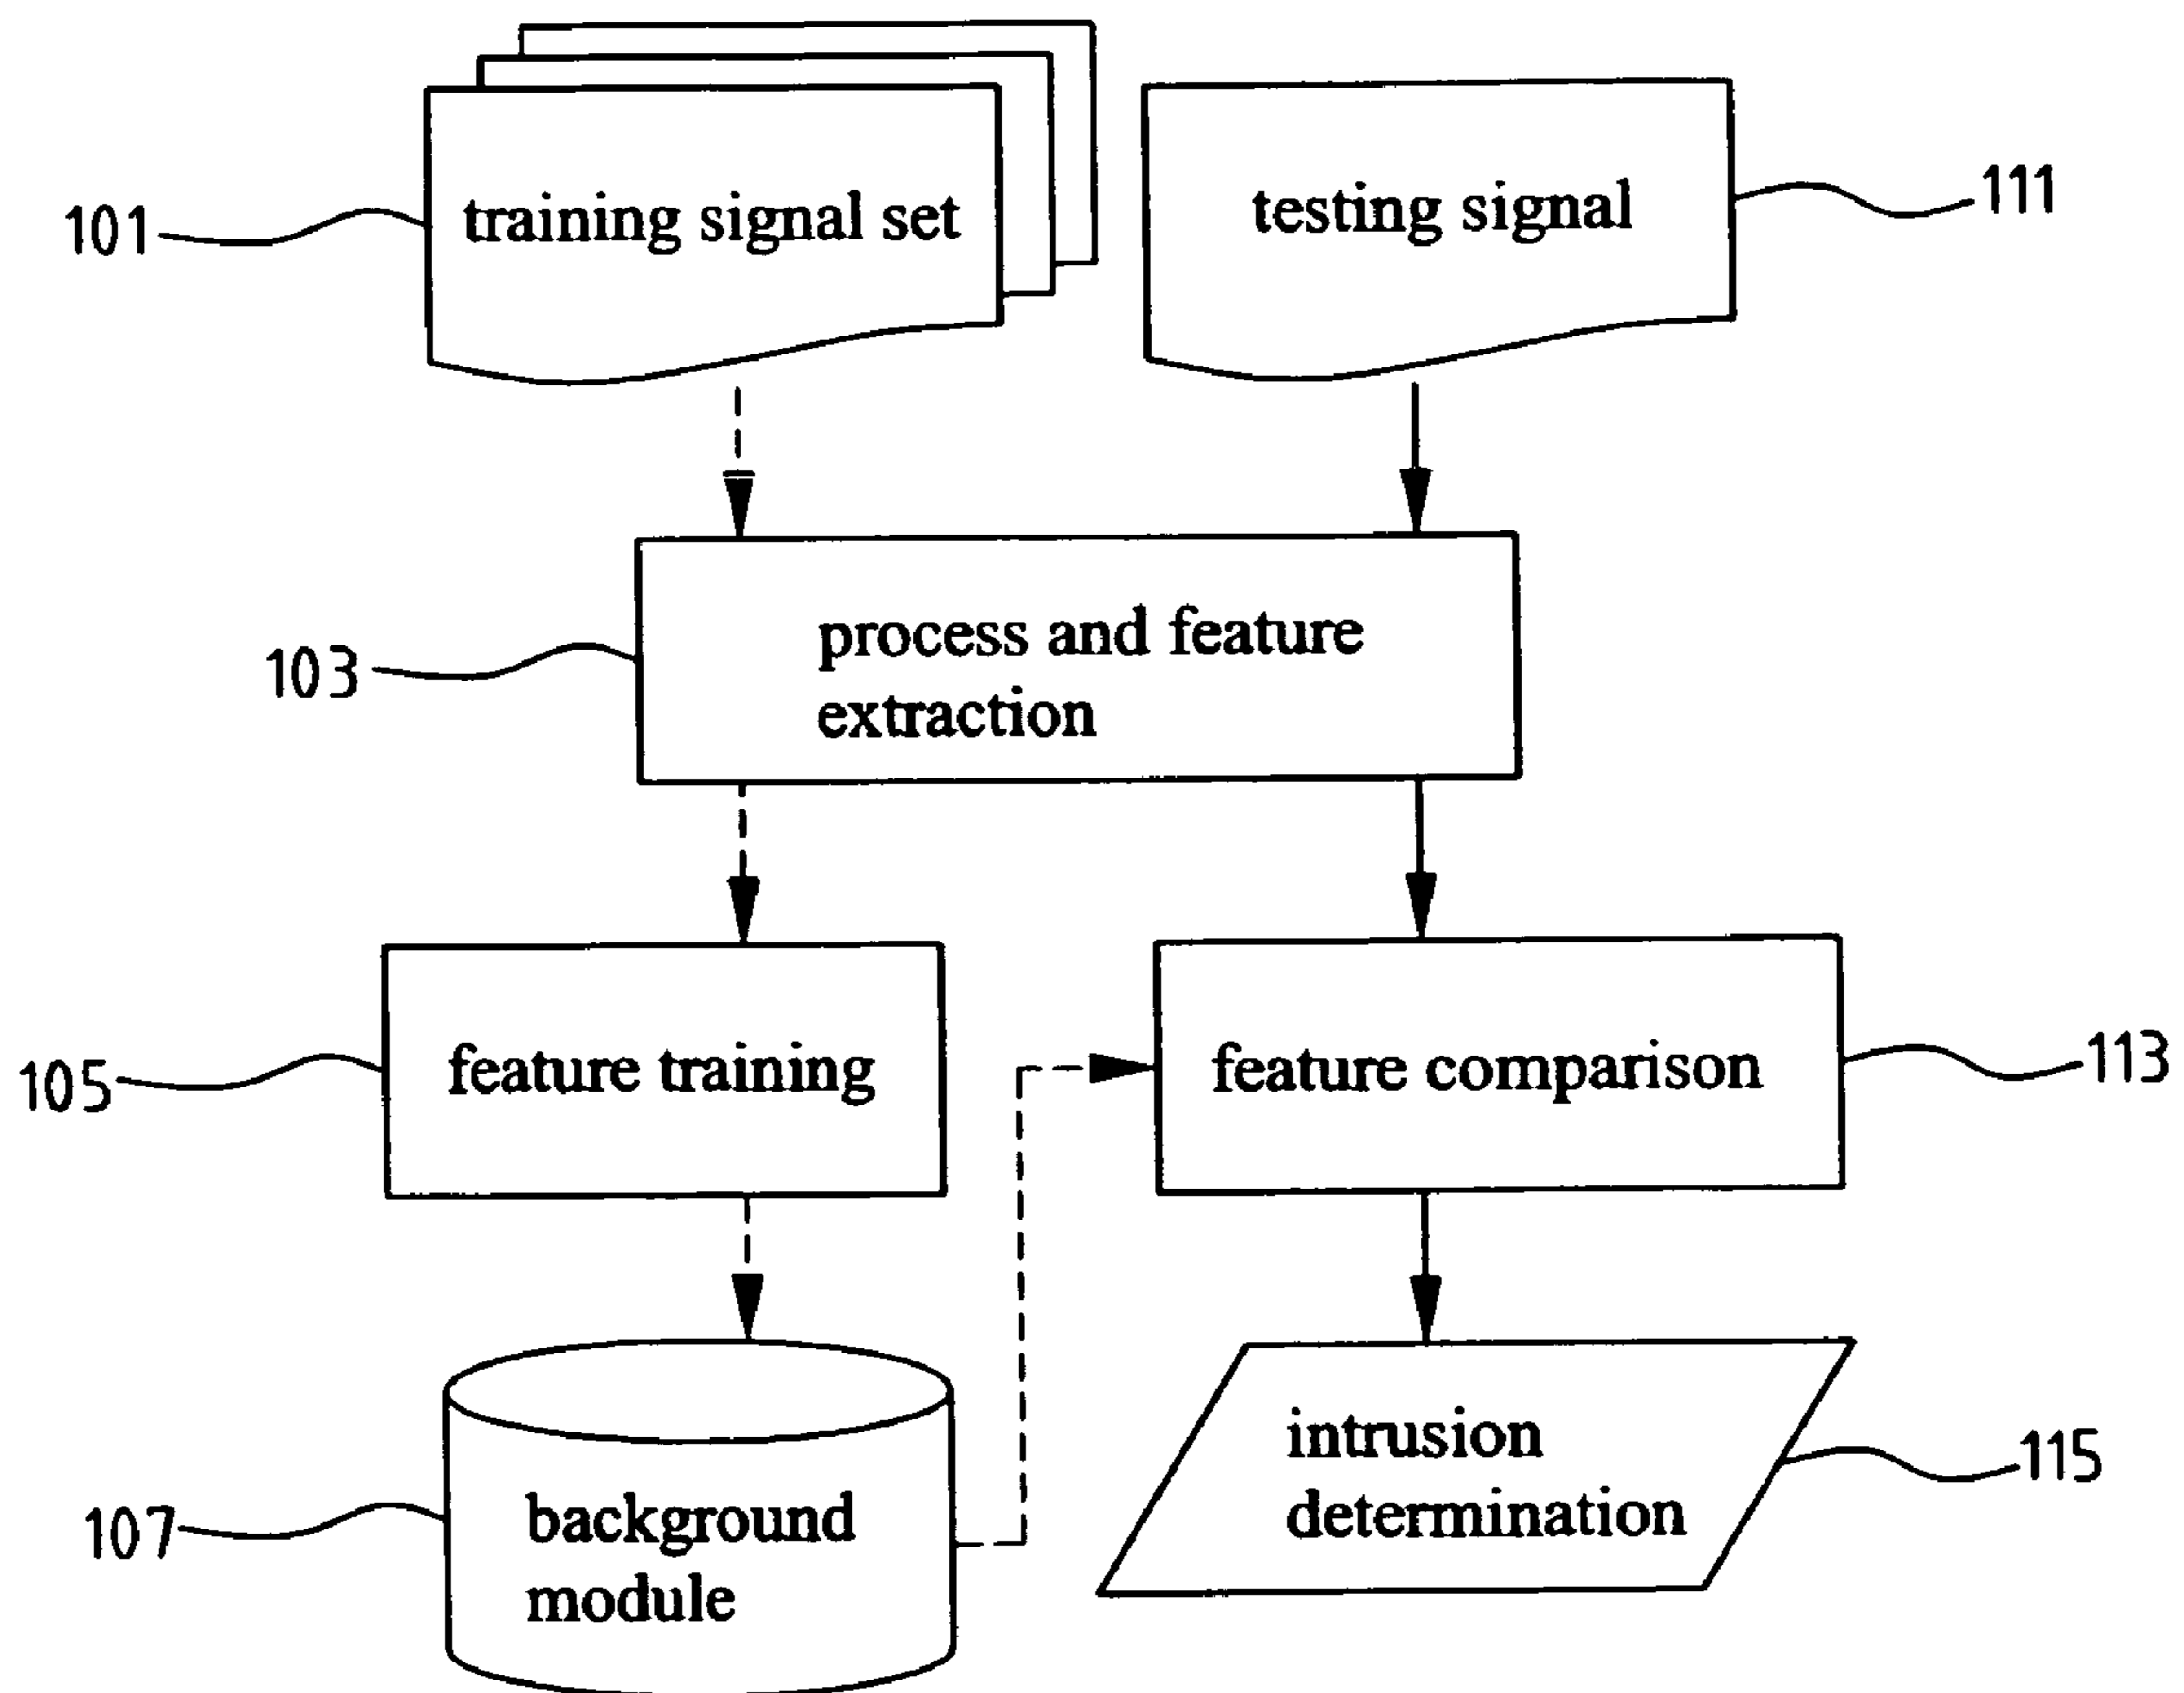 training signal set
101
testing signal
111
process and feature
extraction
103
feature training
105
feature comparison
113
background
module
107
intrusion
determination
115